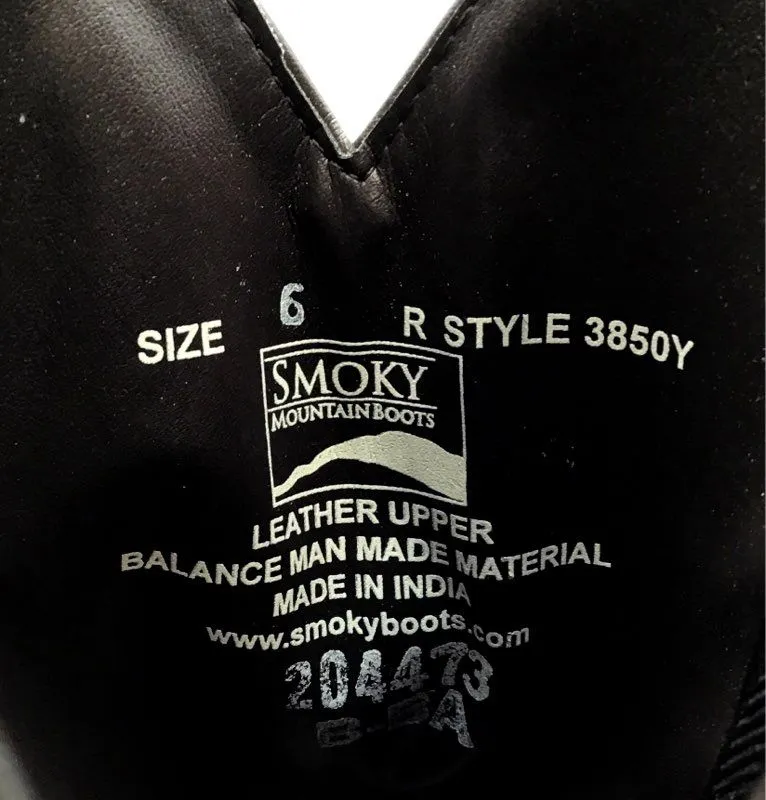 SIZE 6 R STYLE 3850Y
SMOKY
MOUNTAIN BOOTS
LEATHER UPPER
BALANCE MAN MADE MATERIAL
MADE IN INDIA
www.smokyboots.com
204473